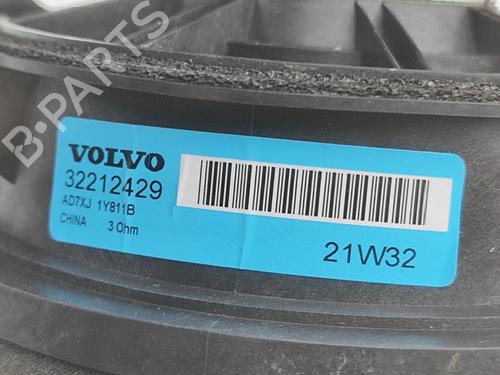 B-PARTS
VOLVO
32212429
AD7XJ 1Y811B
CHINA 3 Ohm
21W32